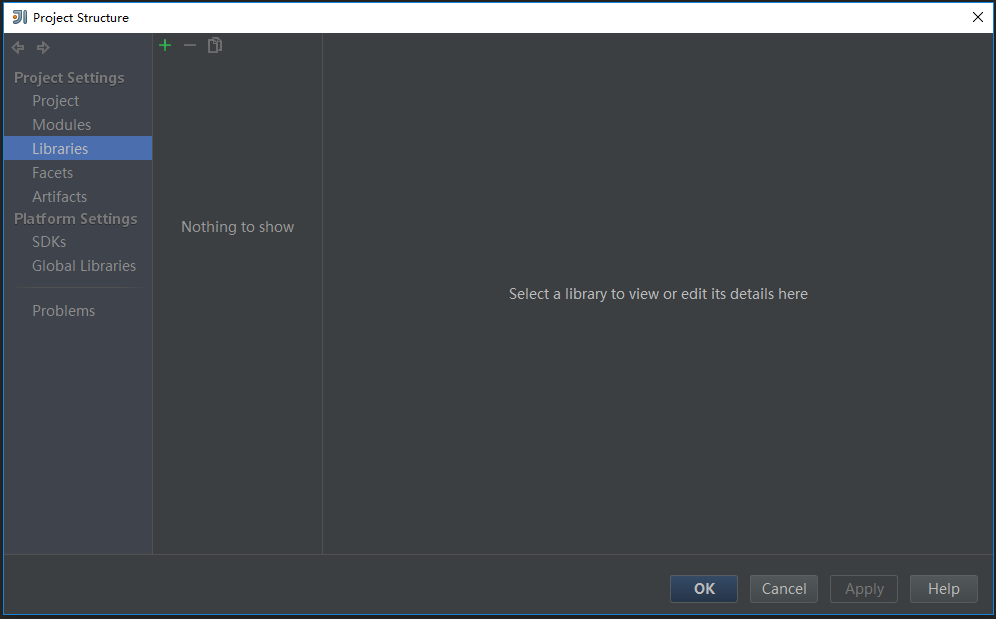 Project Structure
Project Settings
Project
Modules
Libraries
Facets
Artifacts
Platform Settings
SDKs
Global Libraries
Problems
Nothing to show
Select a library to view or edit its details here
OK Cancel Apply Help